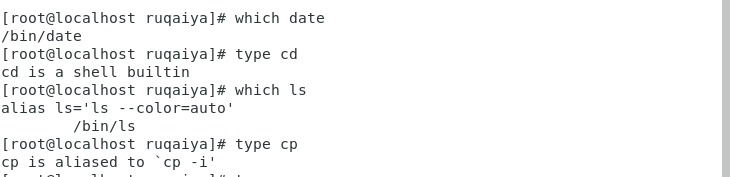 [root@localhost ruqaiya]# which date
/bin/date
[root@localhost ruqaiya]# type cd
cd is a shell builtin
[root@localhost ruqaiya]# which ls
alias ls='ls --color=auto'
        /bin/ls
[root@localhost ruqaiya]# type cp
cp is aliased to `cp -i'